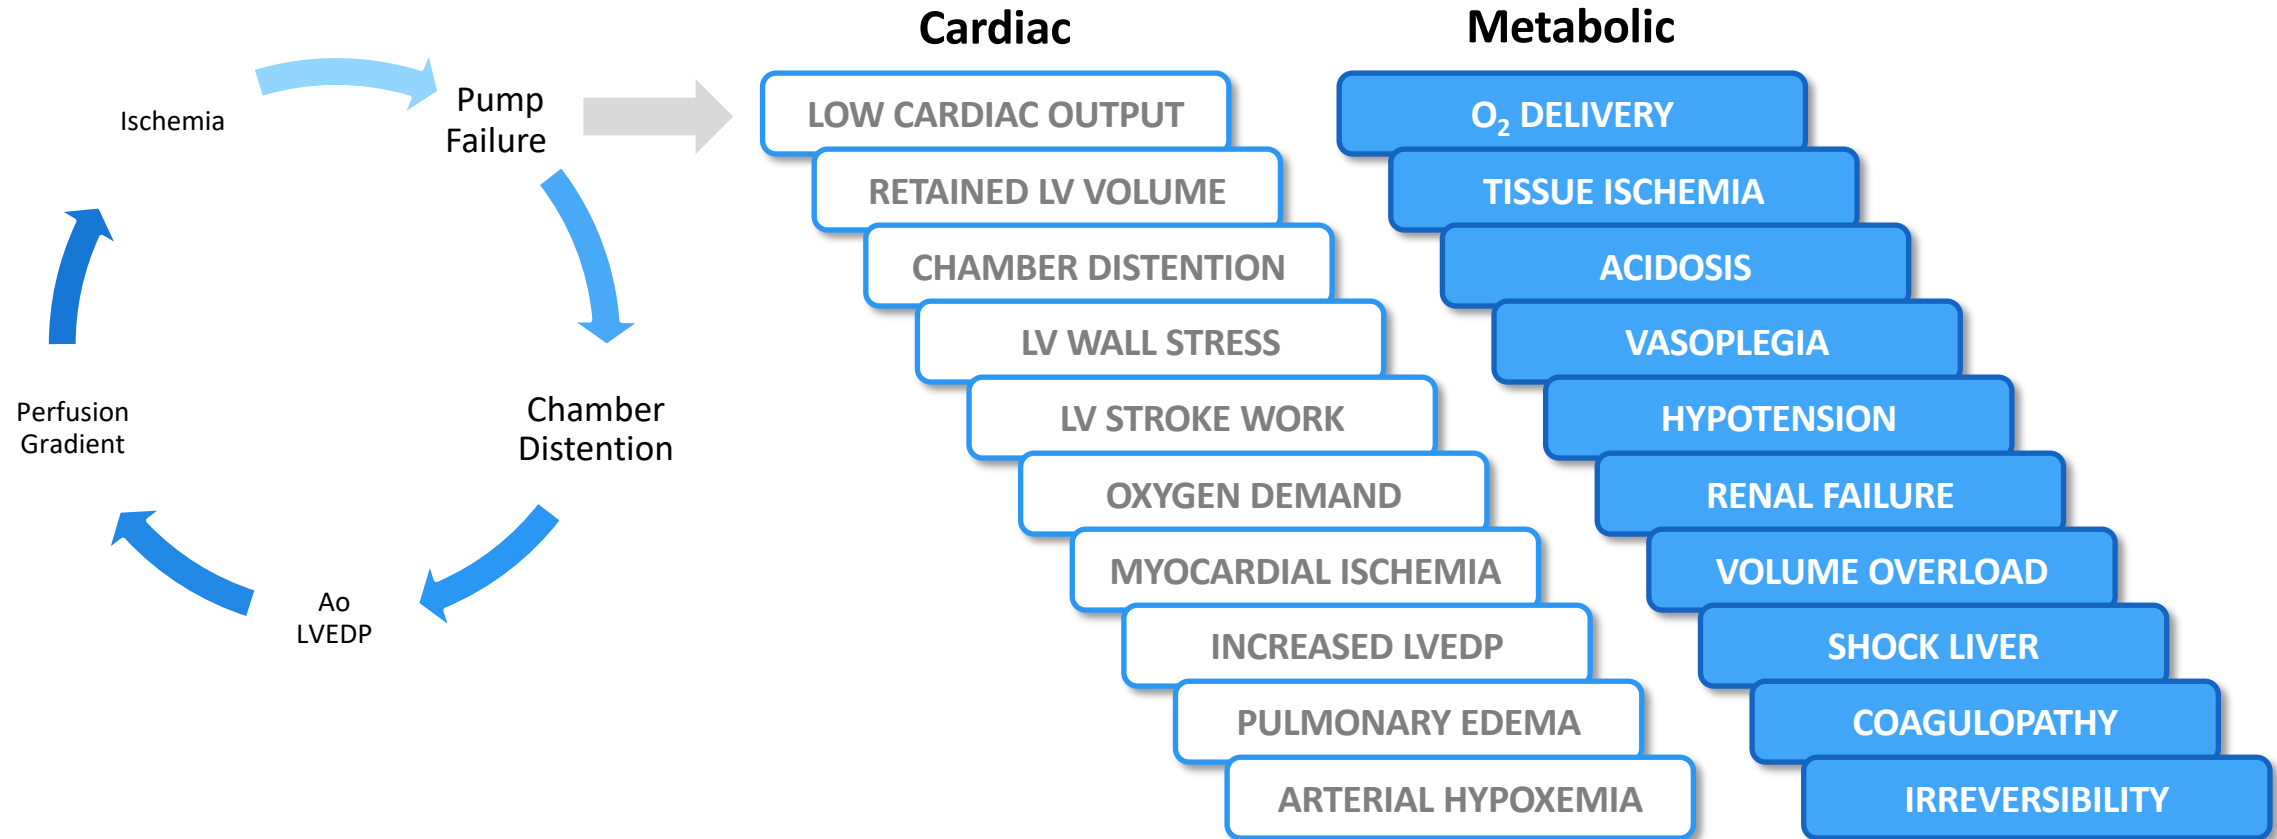 Ischemia
Pump
Failure
Chamber
Distention
Ao
LVEDP
Perfusion
Gradient
Cardiac
LOW CARDIAC OUTPUT
RETAINED LV VOLUME
CHAMBER DISTENTION
LV WALL STRESS
LV STROKE WORK
OXYGEN DEMAND
MYOCARDIAL ISCHEMIA
INCREASED LVEDP
PULMONARY EDEMA
ARTERIAL HYPOXEMIA
Metabolic
O₂ DELIVERY
TISSUE ISCHEMIA
ACIDOSIS
VASOPLEGIA
HYPOTENSION
RENAL FAILURE
VOLUME OVERLOAD
SHOCK LIVER
COAGULOPATHY
IRREVERSIBILITY